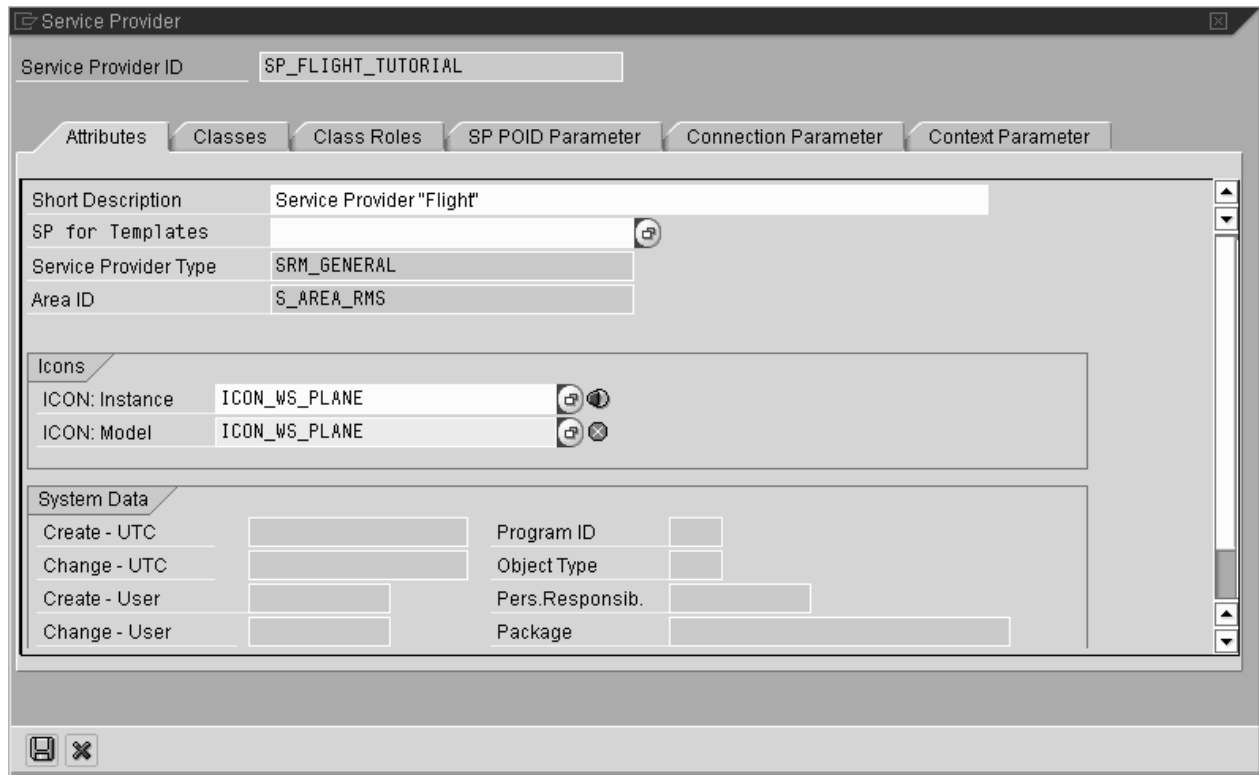 Service Provider
Service Provider ID SP_FLIGHT_TUTORIAL
Attributes Classes Class Roles SP POID Parameter Connection Parameter Context Parameter
Short Description Service Provider "Flight"
SP for Templates
Service Provider Type SRM_GENERAL
Area ID S_AREA_RMS
Icons
ICON: Instance ICON_WS_PLANE
ICON: Model ICON_WS_PLANE
System Data
Create - UTC Program ID
Change - UTC Object Type
Create - User Pers.Responsib.
Change - User Package